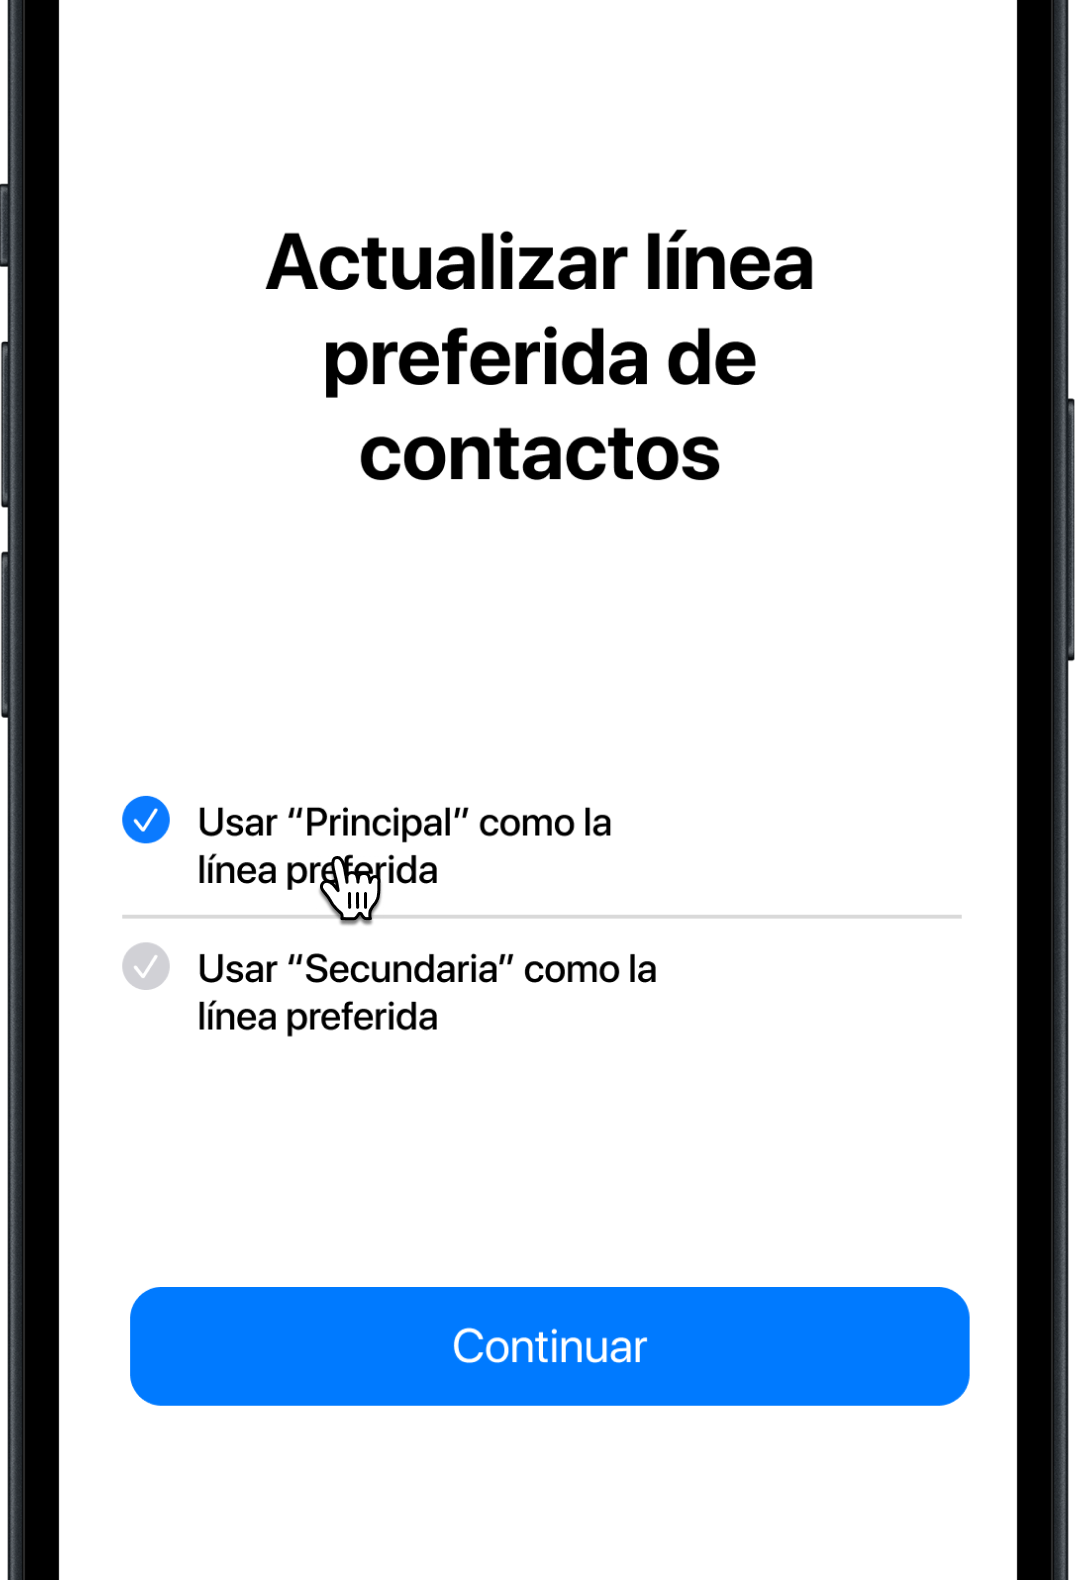 Actualizar línea
preferida de
contactos
Usar “Principal” como la
línea preferida
Usar “Secundaria” como la
línea preferida
Continuar